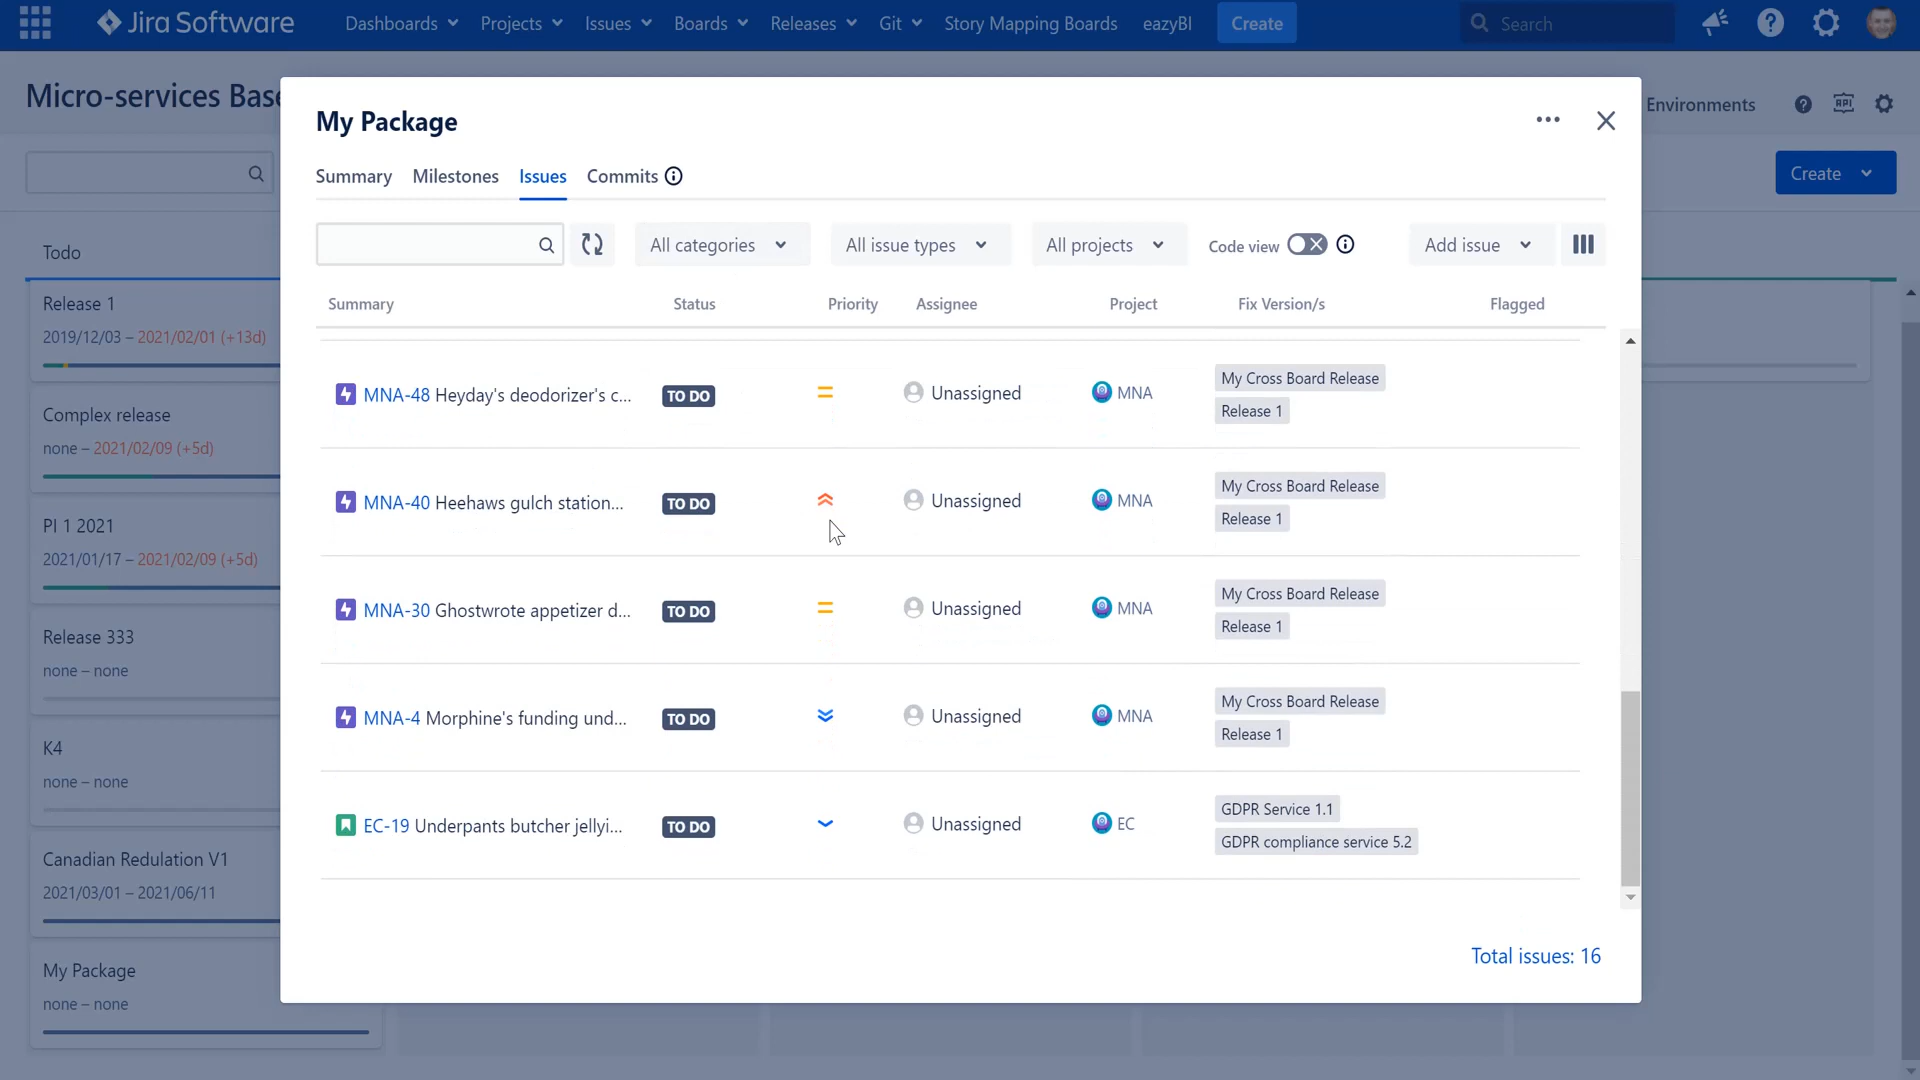 Jira Software
Dashboards Projects Issues Boards Releases Git Story Mapping Boards eazyBI Create Search
Micro-services Base
Environments
API
My Package
Summary Milestones Issues Commits
Create
All categories All issue types All projects Code view Add issue
Todo
Summary Status Priority Assignee Project Fix Version/s Flagged
Release 1
2019/12/03 – 2021/02/01 (+13d)
Complex release
none – 2021/02/09 (+5d)
PI 1 2021
2021/01/17 – 2021/02/09 (+5d)
Release 333
none – none
K4
none – none
Canadian Redulation V1
2021/03/01 – 2021/06/11
My Package
none – none
MNA-48 Heyday's deodorizer's c... TO DO Unassigned MNA
My Cross Board Release
Release 1
MNA-40 Heehaws gulch station... TO DO Unassigned MNA
My Cross Board Release
Release 1
MNA-30 Ghostwrote appetizer d... TO DO Unassigned MNA
My Cross Board Release
Release 1
MNA-4 Morphine's funding und... TO DO Unassigned MNA
My Cross Board Release
Release 1
EC-19 Underpants butcher jellyi... TO DO Unassigned EC
GDPR Service 1.1
GDPR compliance service 5.2
Total issues: 16